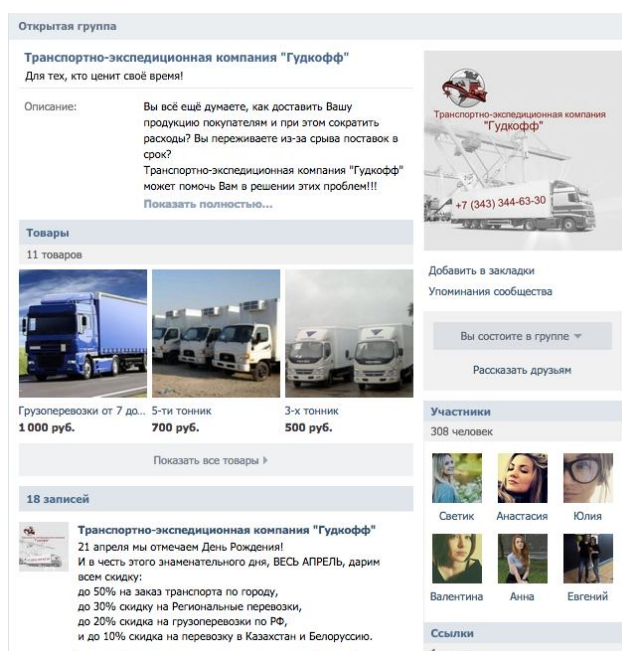 Открытая группа
Транспортно-экспедиционная компания "Гудкофф"
Для тех, кто ценит своё время!
Описание:
Вы всё ещё думаете, как доставить Вашу
продукцию покупателям и при этом сократить
расходы? Вы переживаете из-за срыва поставок в
срок?
Транспортно-экспедиционная компания "Гудкофф"
может помочь Вам в решении этих проблем!!!
Показать полностью...
Товары
11 товаров
Грузоперевозки от 7 до...
1 000 руб.
5-ти тонник
700 руб.
3-х тонник
500 руб.
Показать все товары
18 записей
Транспортно-экспедиционная компания "Гудкофф"
21 апреля мы отмечаем День Рождения!
И в честь этого знаменательного дня, ВЕСЬ АПРЕЛЬ, дарим
всем скидку:
до 50% на заказ транспорта по городу,
до 30% скидку на Региональные перевозки,
до 20% скидка на грузоперевозки по РФ,
и до 10% скидка на перевозку в Казахстан и Белоруссию.
Транспортно-экспедиционная компания
"Гудкофф"
+7 (343) 344-63-30
Добавить в закладки
Упоминания сообщества
Вы состоите в группе
Рассказать друзьям
Участники
308 человек
Светик
Анастасия
Юлия
Валентина
Анна
Евгений
Ссылки